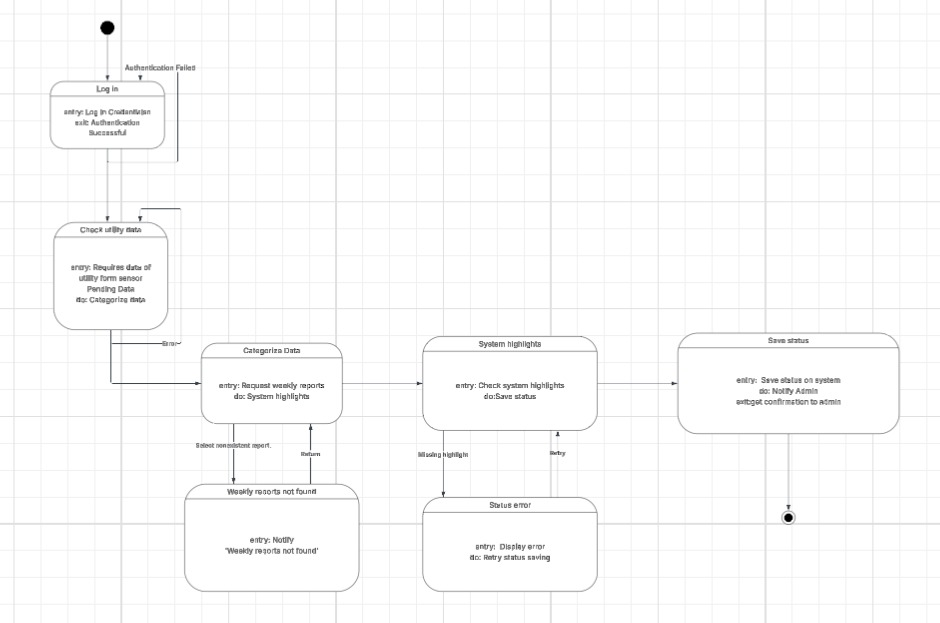 Authentication Failed
Log in
entry: Log in Credentials
exit: Authentication
Successful
Check utility data
entry: Requires data of
utility form sensor
Pending Data
do: Categorize data
Error
Categorize Data
entry: Request weekly reports
do: System highlights
System highlights
entry: Check system highlights
do:Save status
Save status
entry: Save status on system
do: Notify Admin
exit:get confirmation to admin
Select nonexistent report.
Return
Missing highlight
Retry
Weekly reports not found
entry: Notify
'Weekly reports not found'
Status error
entry: Display error
do: Retry status saving